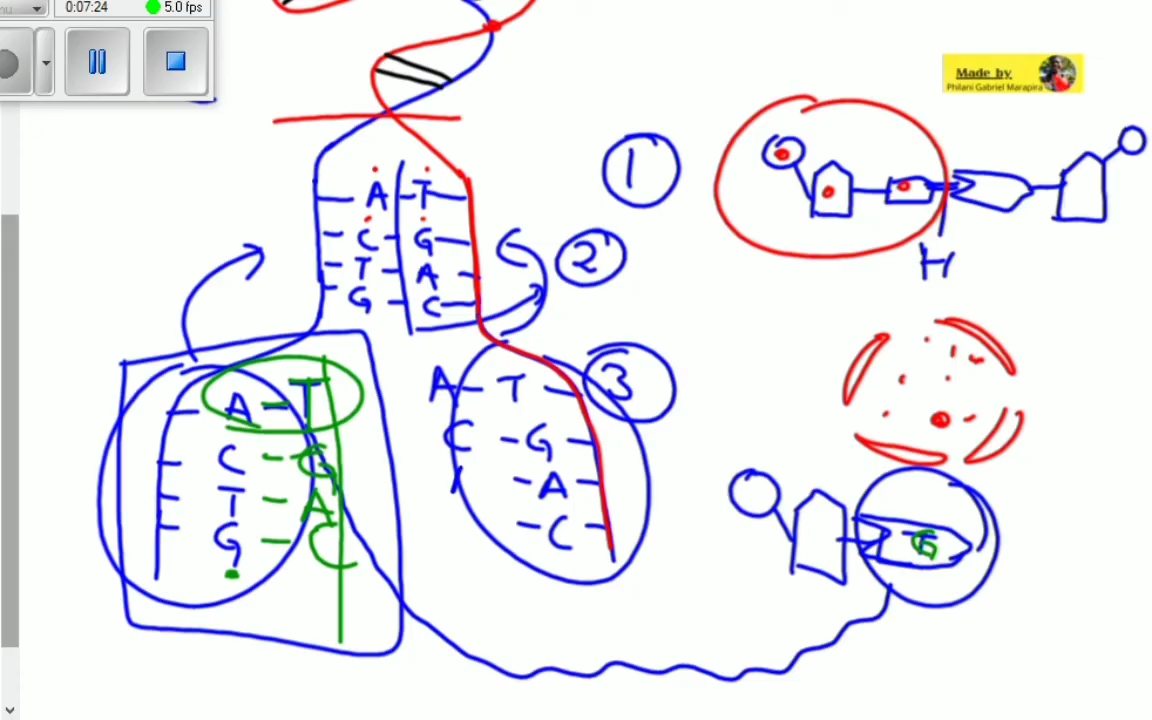 0:07:24 5.0 fps
Made by
Philani Gabriel Marapira
1
A T
C G
T A
G C
2
H
3
A T
C G
T A
G C
A T
C G
A
C